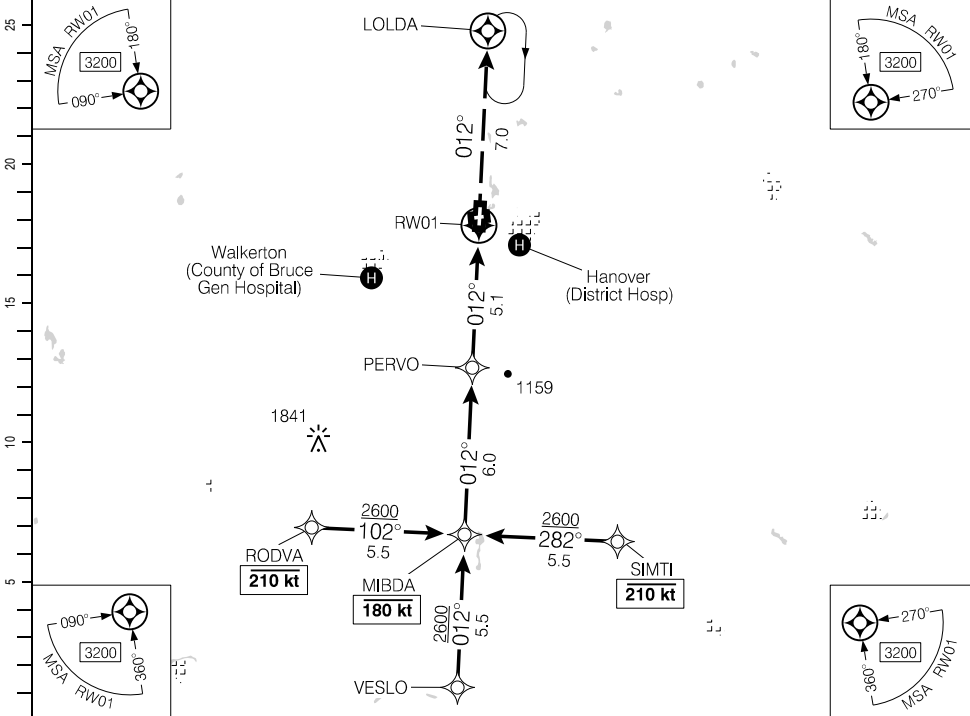 25
20
15
10
5
MSA RW01
180°
3200
090°
MSA RW01
180°
3200
270°
LOLDA
012°
7.0
RW01
H
Walkerton
(County of Bruce
Gen Hospital)
H
Hanover
(District Hosp)
012°
5.1
PERVO
1159
1841
012°
6.0
2600
102°
5.5
2600
282°
5.5
RODVA
210 kt
MIBDA
180 kt
SIMTI
210 kt
2600
012°
5.5
VESLO
090°
3200
360°
MSA RW01
270°
3200
360°
MSA RW01